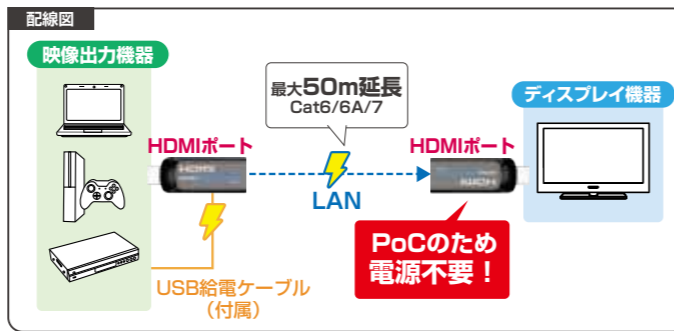 配線図
映像出力機器
最大50m延長
Cat6/6A/7
ディスプレイ機器
HDMIポート
HDMIポート
HDMI
HDMI
LAN
PoCのため
電源不要！
USB給電ケーブル
（付属）